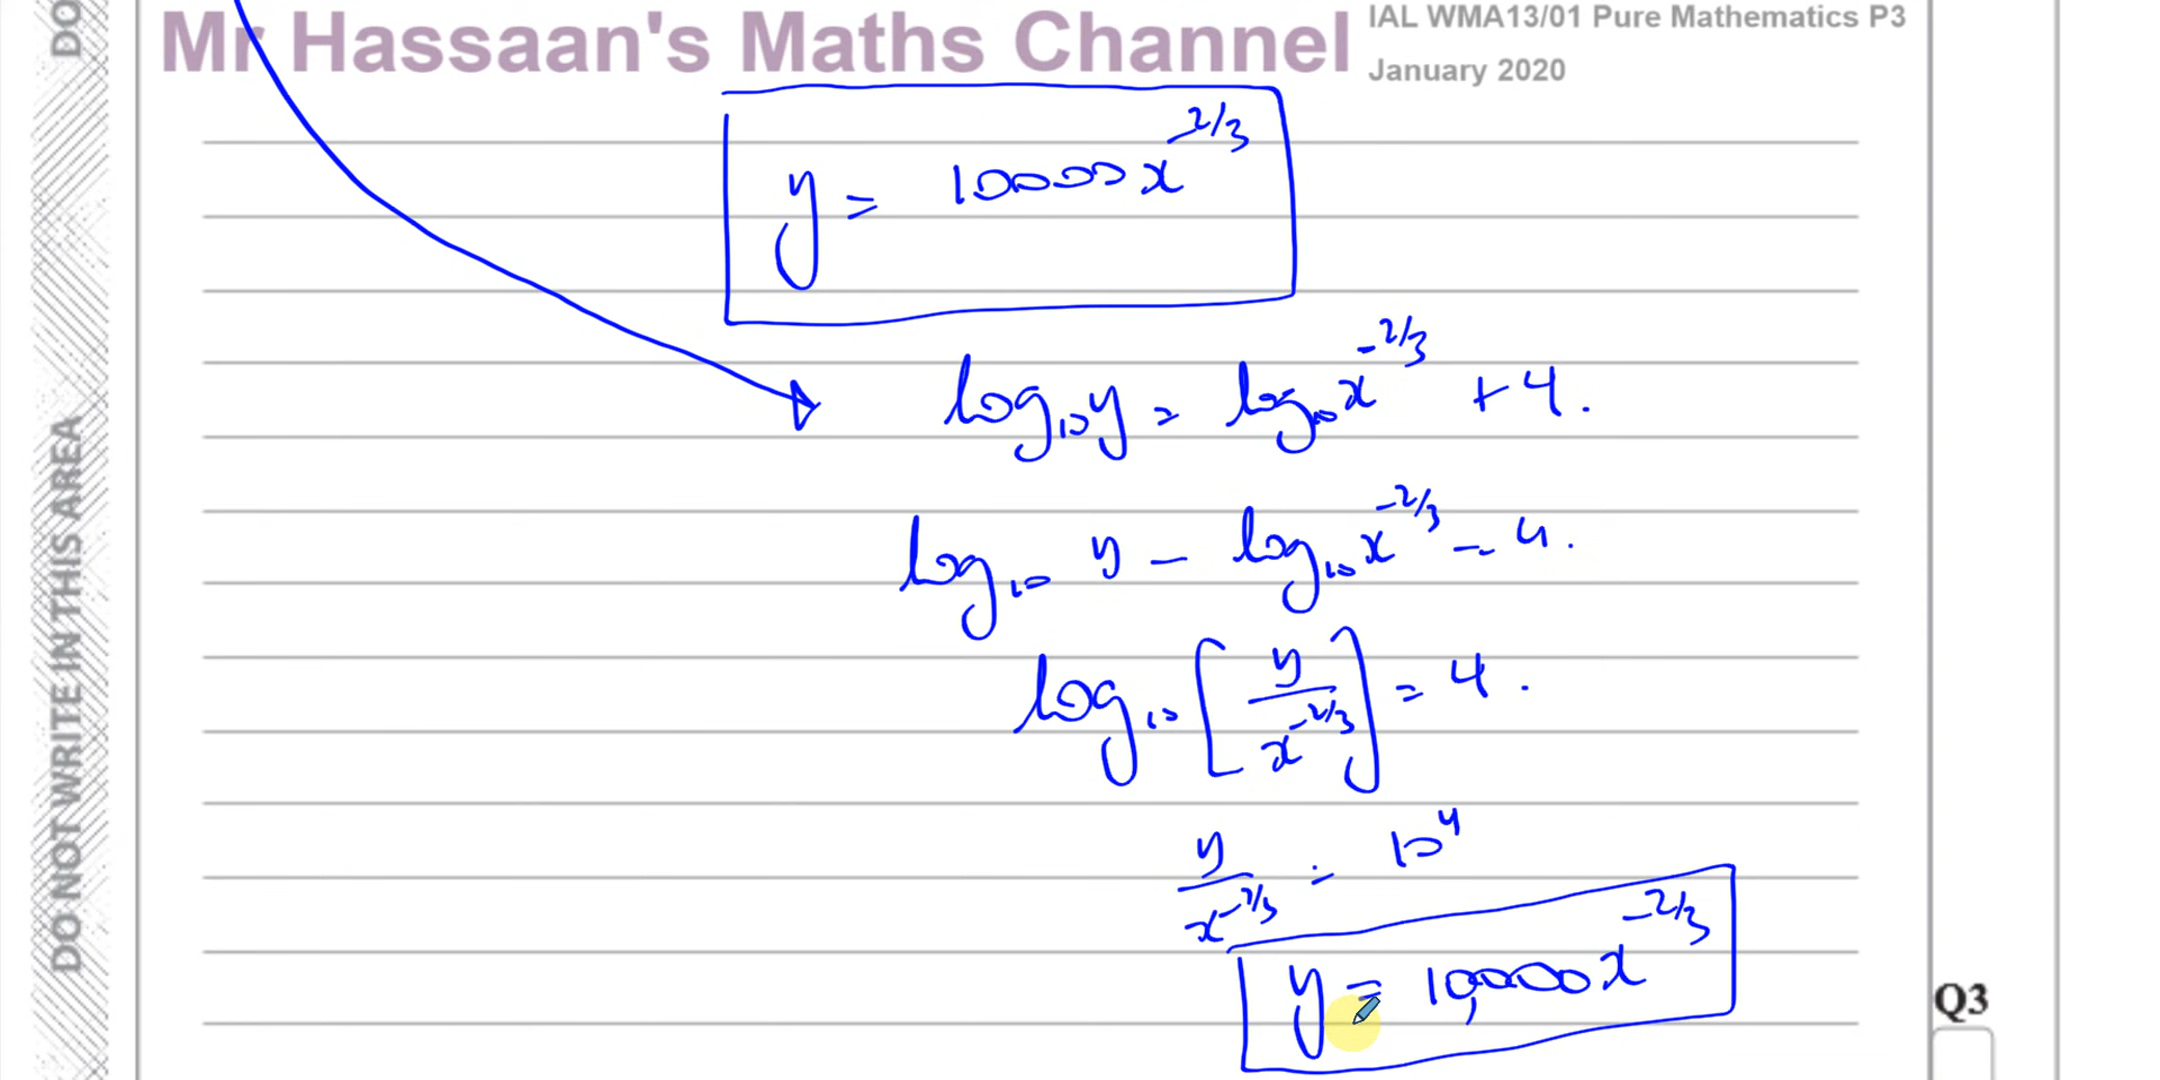 DO
Mr Hassaan's Maths Channel
IAL WMA13/01 Pure Mathematics P3
January 2020
y = 10000x^-2/3
log₁₀y = log₁₀x^-2/3 + 4.
log₁₀ y - log₁₀x^-2/3 = 4.
log₁₀ [y/x^-2/3] = 4.
y/x^-2/3 = 10^4
y = 10,000x^-2/3
DO NOT WRITE IN THIS AREA
Q3